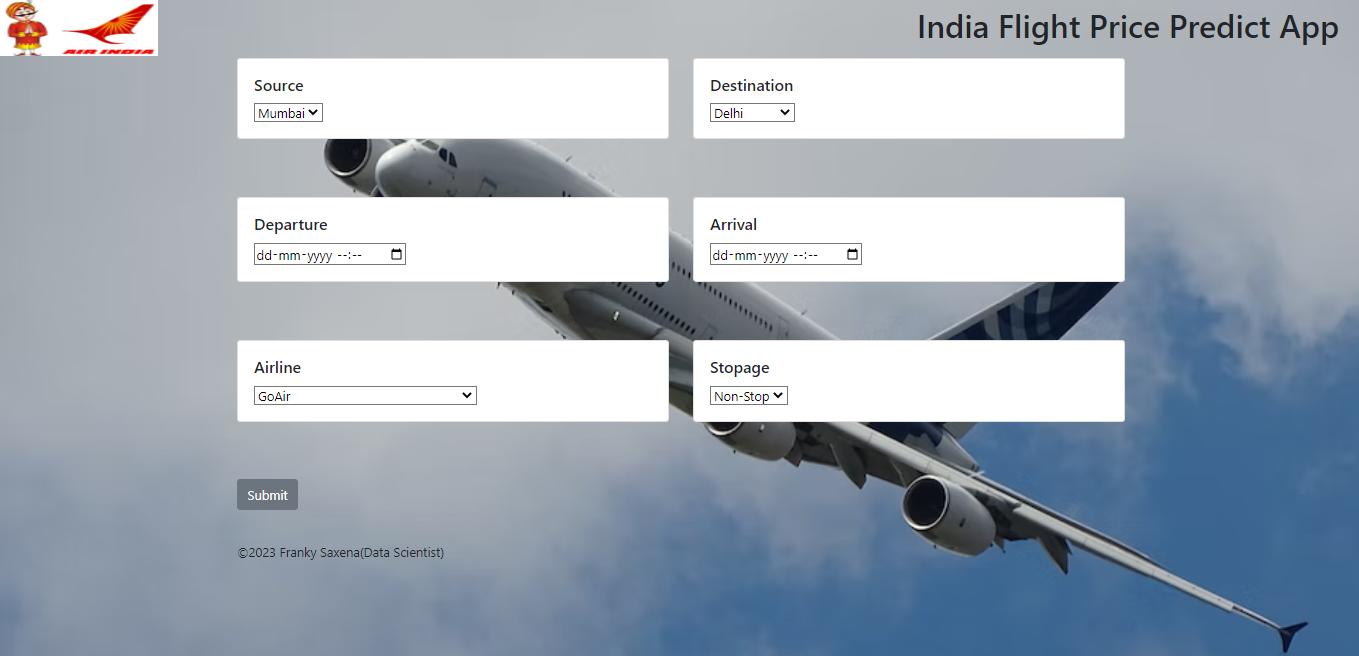 AIR INDIA
India Flight Price Predict App
Source
Mumbai
Destination
Delhi
Departure
dd-mm-yyyy --:--
Arrival
dd-mm-yyyy --:--
Airline
GoAir
Stopage
Non-Stop
Submit
©2023 Franky Saxena(Data Scientist)